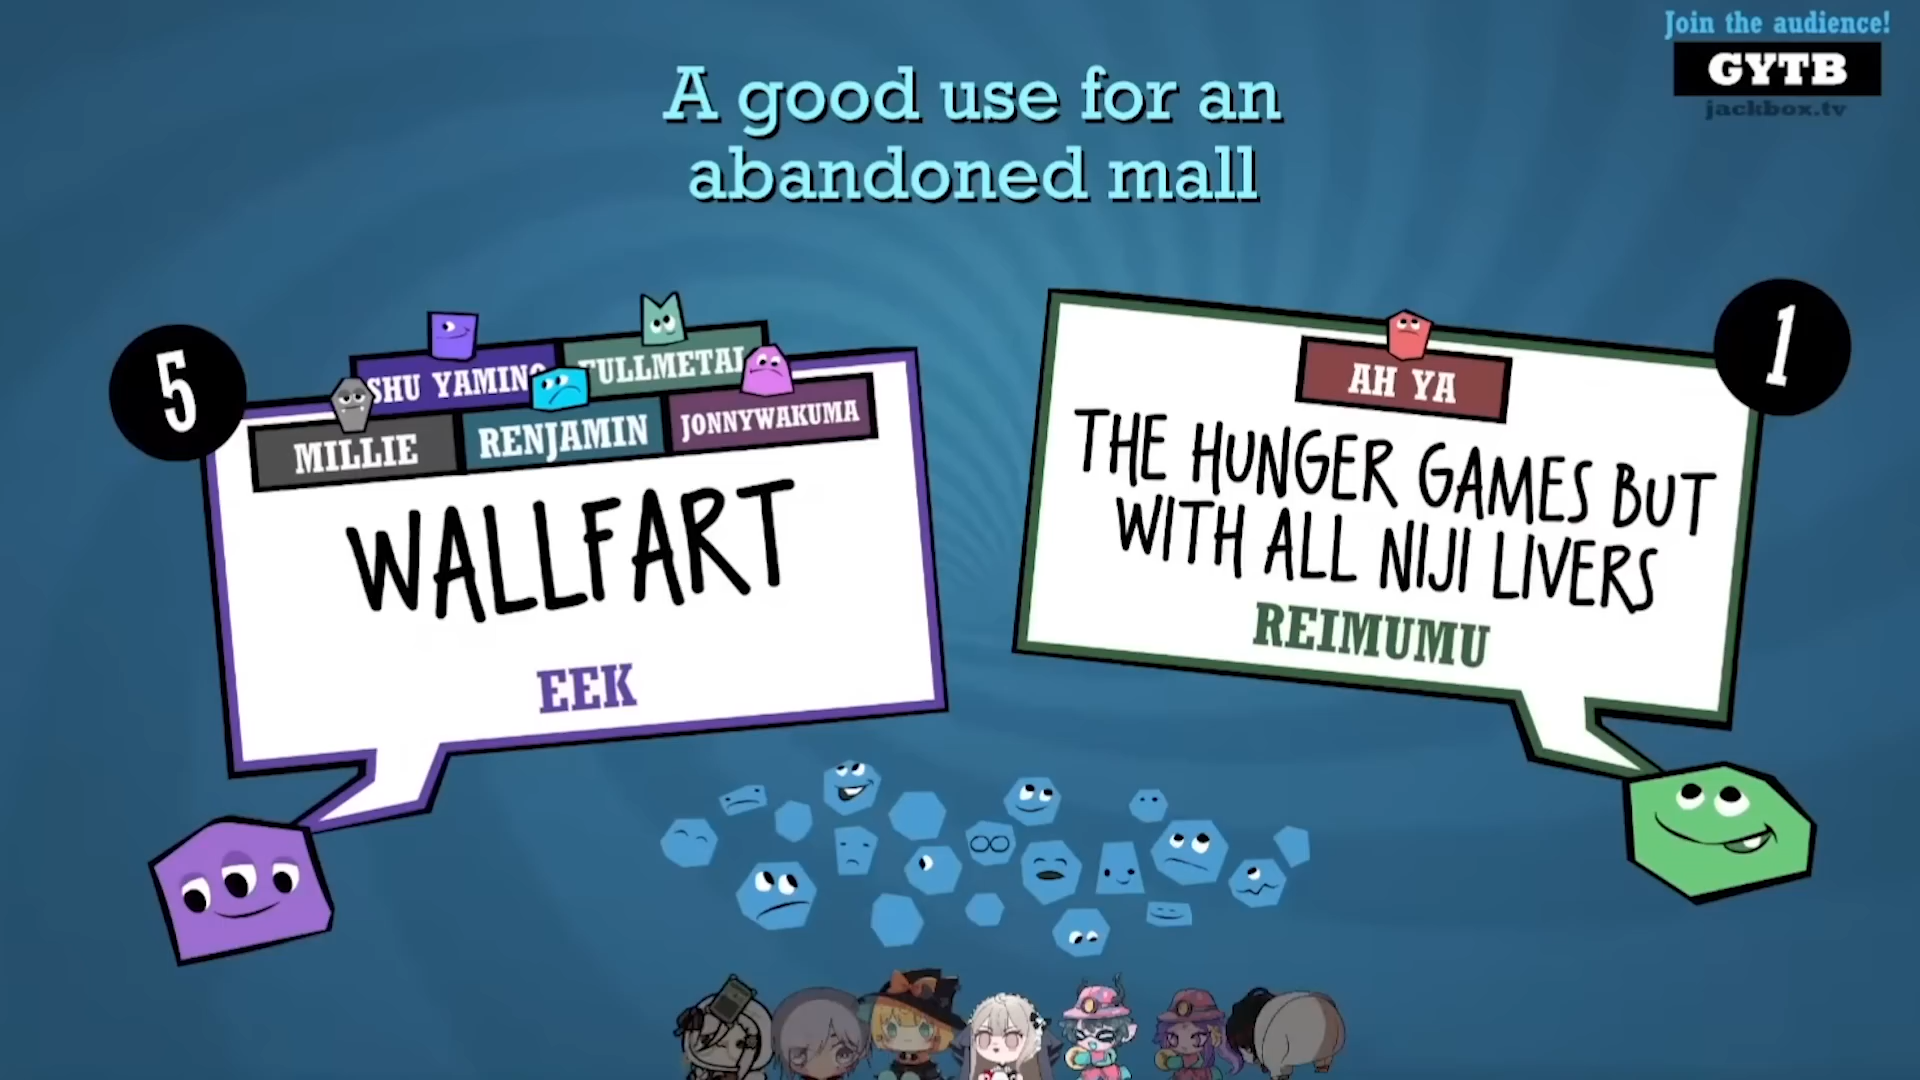 Join the audience!
GYTB
jackbox.tv
A good use for an
abandoned mall
5
SHU YAMINO
FULLMETAL
MILLIE
RENJAMIN
JONNYWAKUMA
WALLFART
EEK
1
AH YA
THE HUNGER GAMES BUT
WITH ALL NIJI LIVERS
REIMUMU